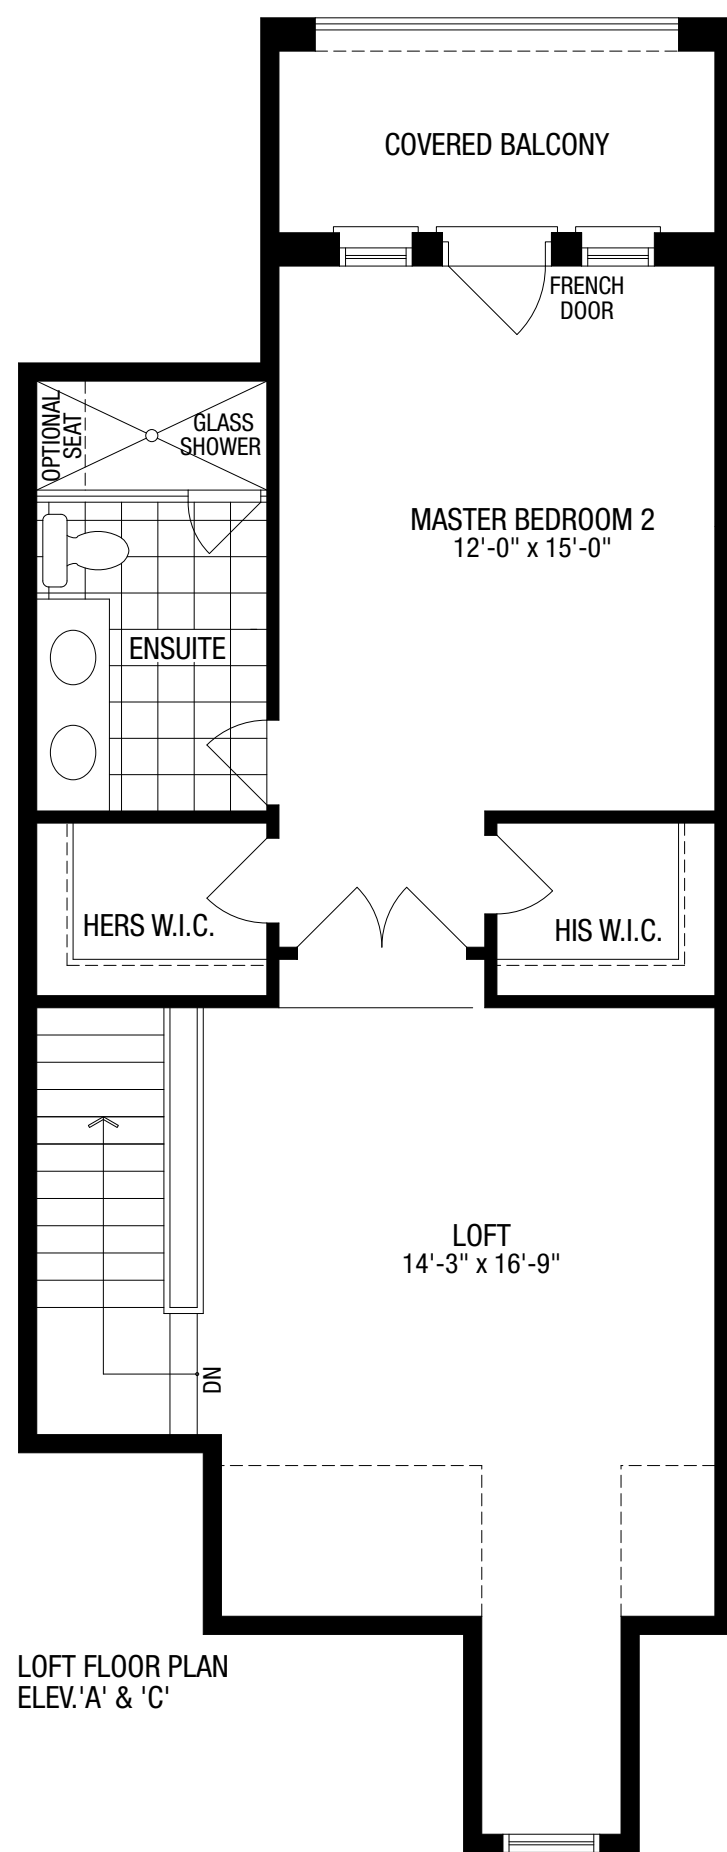 COVERED BALCONY
FRENCH
DOOR
OPTIONAL
SEAT
GLASS
SHOWER
MASTER BEDROOM 2
12'-0" x 15'-0"
ENSUITE
HERS W.I.C.
HIS W.I.C.
LOFT
14'-3" x 16'-9"
DN
LOFT FLOOR PLAN
ELEV.'A' & 'C'